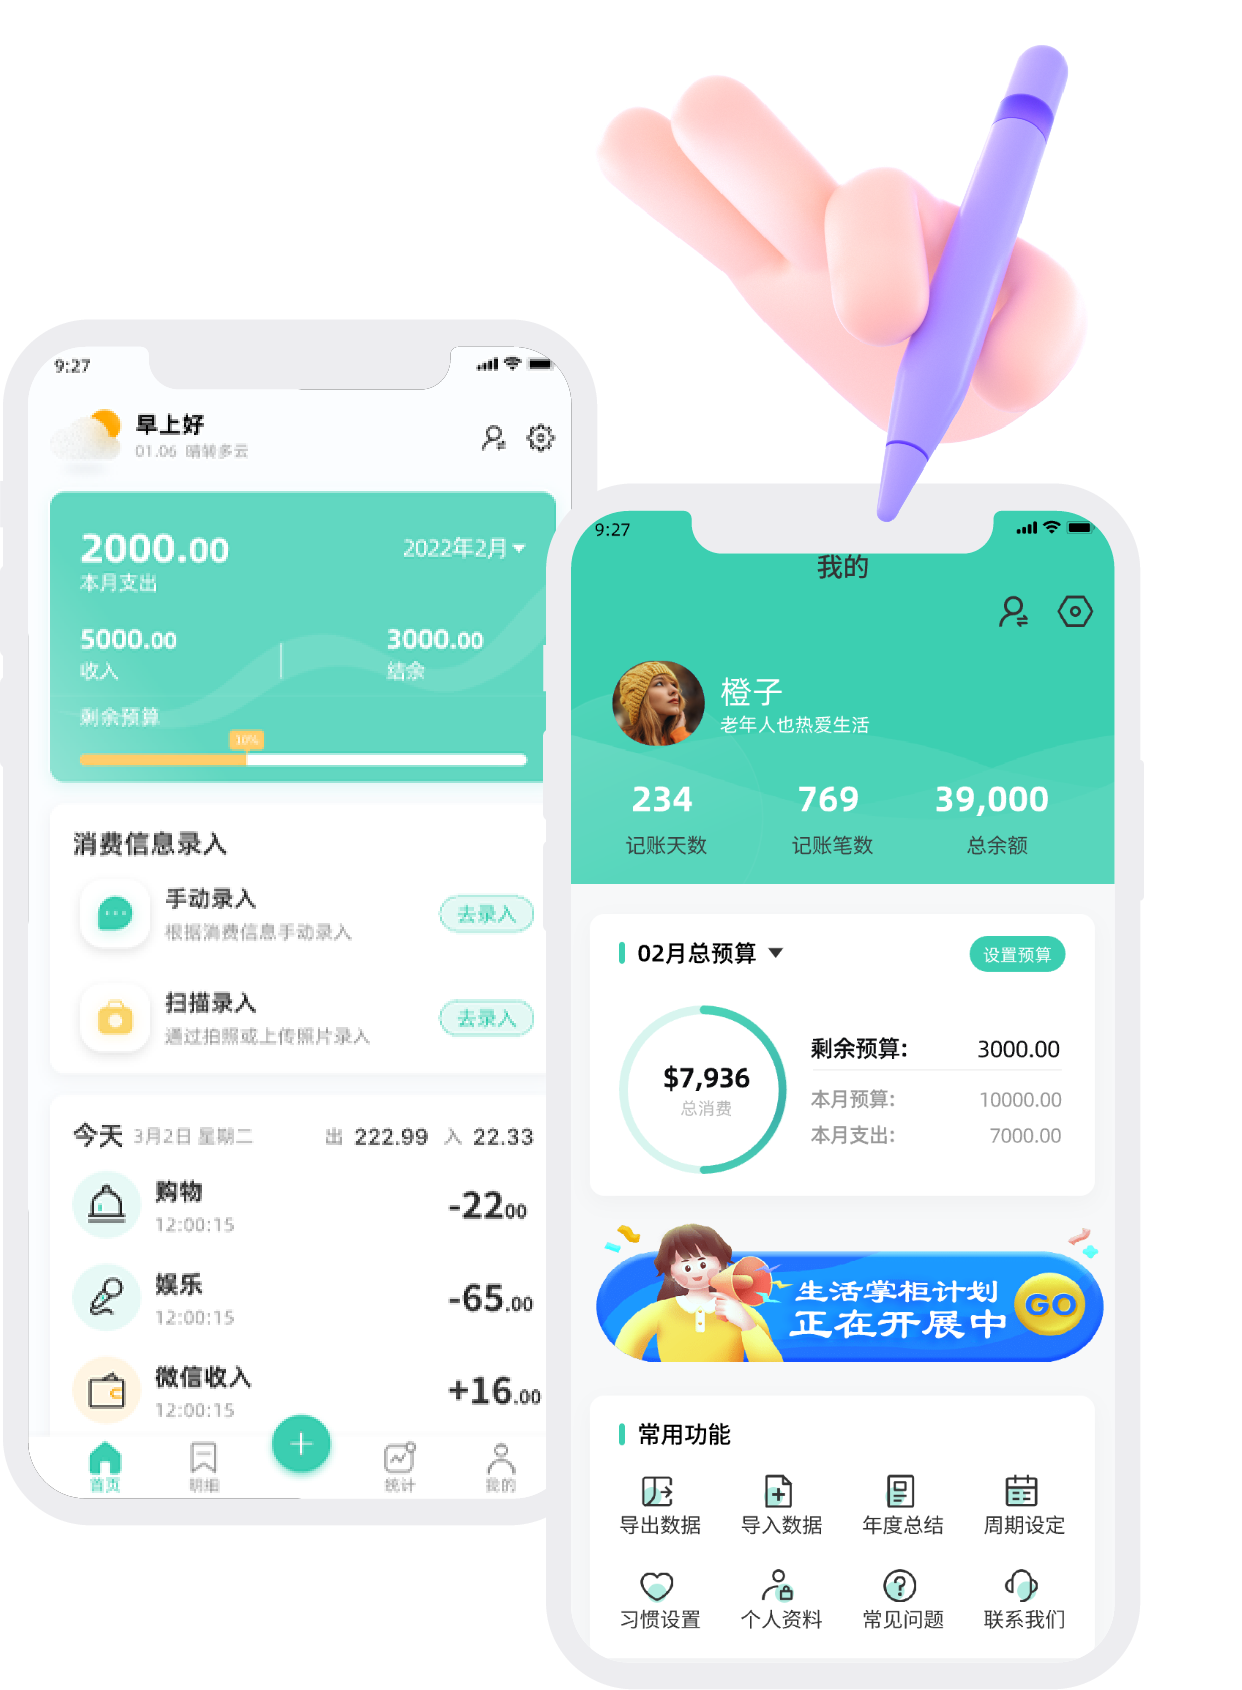 9:27
早上好
01.06 晴转多云
2000.00
2022年2月
本月支出
5000.00
3000.00
收入
结余
剩余预算
10%
消费信息录入
手动录入
根据消费信息手动录入
去录入
扫描录入
通过拍照或上传照片录入
去录入
今天 3月2日 星期二 出 222.99 入 22.33
购物
12:00:15
-22.00
娱乐
12:00:15
-65.00
微信收入
12:00:15
+16.00
首页
明细
统计
我的
9:27
我的
橙子
老年人也热爱生活
234
769
39,000
记账天数
记账笔数
总余额
02月总预算
设置预算
$7,936
总消费
剩余预算: 3000.00
本月预算: 10000.00
本月支出: 7000.00
生活掌柜计划
正在开展中
GO
常用功能
导出数据
导入数据
年度总结
周期设定
习惯设置
个人资料
常见问题
联系我们